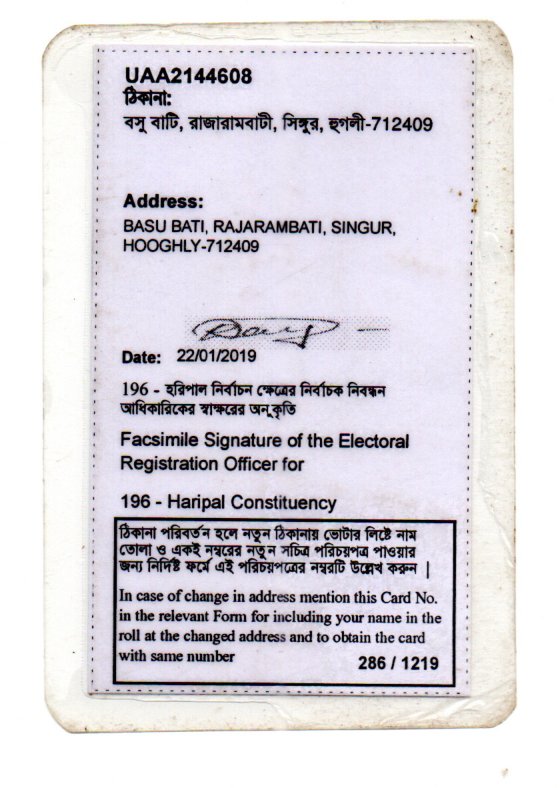 UAA2144608
ঠিকানা:
বসু বাটি, রাজারামবাটী, সিঙ্গুর, হুগলী-712409
Address:
BASU BATI, RAJARAMBATI, SINGUR,
HOOGHLY-712409
Date: 22/01/2019
196 - হরিপাল নির্বাচন ক্ষেত্রের নির্বাচক নিবন্ধন
আধিকারিকের স্বাক্ষরের অনুকৃতি
Facsimile Signature of the Electoral
Registration Officer for
196 - Haripal Constituency
ঠিকানা পরিবর্তন হলে নতুন ঠিকানায় ভোটার লিষ্টে নাম
তোলা ও একই নম্বরের নতুন সচিত্র পরিচয়পত্র পাওয়ার
জন্য নির্দিষ্ট ফর্মে এই পরিচয়পত্রের নম্বরটি উল্লেখ করুন |
In case of change in address mention this Card No.
in the relevant Form for including your name in the
roll at the changed address and to obtain the card
with same number
286 / 1219